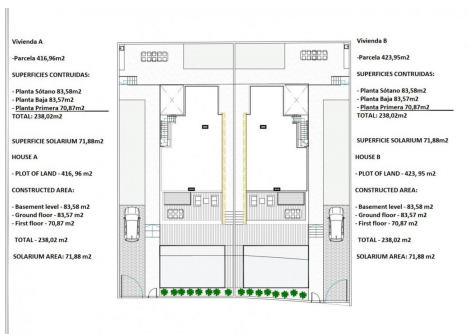 Vivienda A
-Parcela 416,96m2
SUPERFICIES CONTRUIDAS:
- Planta Sótano 83,58m2
- Planta Baja 83,57m2
- Planta Primera 70,87m2
TOTAL: 238,02m2
SUPERFICIE SOLARIUM 71,88m2
HOUSE A
- PLOT OF LAND - 416, 96 m2
CONSTRUCTED AREA:
- Basement level - 83,58 m2
- Ground floor - 83,57 m2
- First floor - 70,87 m2
TOTAL - 238,02 m2
SOLARIUM AREA: 71,88 m2
Vivienda B
-Parcela 423,95m2
SUPERFICIES CONTRUIDAS:
- Planta Sótano 83,58m2
- Planta Baja 83,57m2
- Planta Primera 70,87m2
TOTAL: 238,02m2
SUPERFICIE SOLARIUM 71,88m2
HOUSE B
- PLOT OF LAND - 423, 95 m2
CONSTRUCTED AREA:
- Basement level - 83,58 m2
- Ground floor - 83,57 m2
- First floor - 70,87 m2
TOTAL - 238,02 m2
SOLARIUM AREA: 71,88 m2